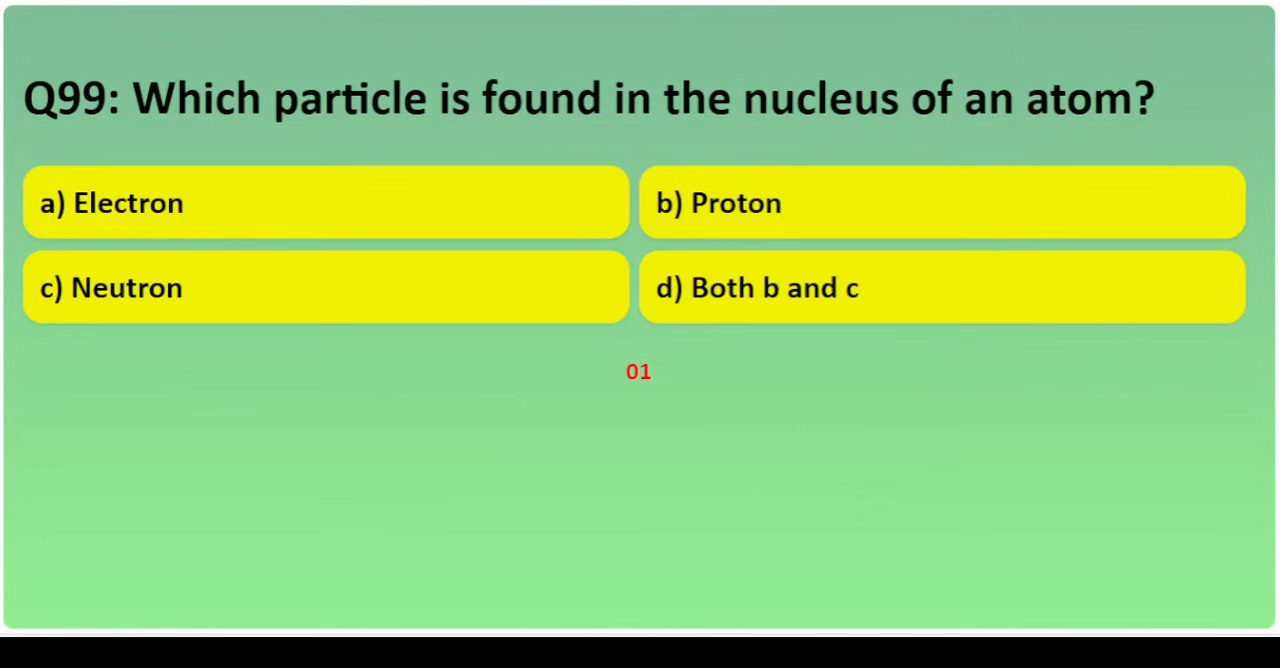 Q99: Which particle is found in the nucleus of an atom?
a) Electron
b) Proton
c) Neutron
d) Both b and c
01